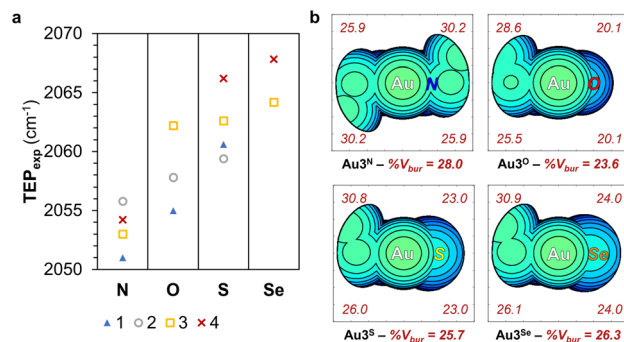 a
2070
2065
2060
2055
2050
TEPexp (cm-1)
N O S Se
1 2 3 4
b
25.9 30.2
Au N
30.2 25.9
Au3N – %Vbur = 28.0
28.6 20.1
Au O
25.5 20.1
Au3O – %Vbur = 23.6
30.8 23.0
Au S
26.0 23.0
Au3S – %Vbur = 25.7
30.9 24.0
Au Se
26.1 24.0
Au3Se – %Vbur = 26.3